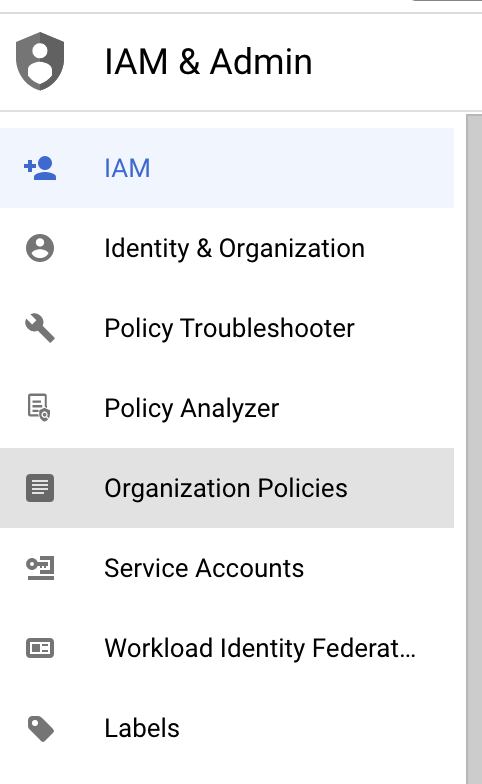 IAM & Admin
IAM
Identity & Organization
Policy Troubleshooter
Policy Analyzer
Organization Policies
Service Accounts
Workload Identity Federat...
Labels